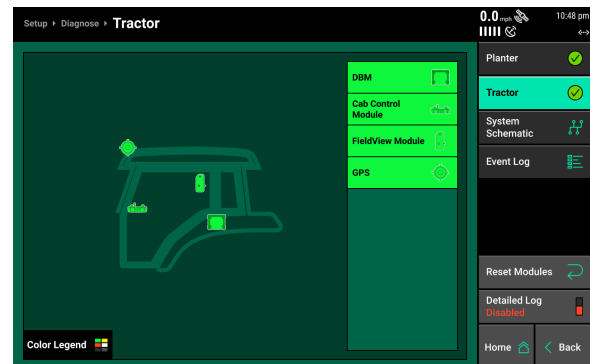 Setup › Diagnose › Tractor
0.0 mph
10:48 pm
DBM
Cab Control
Module
FieldView Module
GPS
Color Legend
Planter
Tractor
System
Schematic
Event Log
Reset Modules
Detailed Log
Disabled
Home
Back